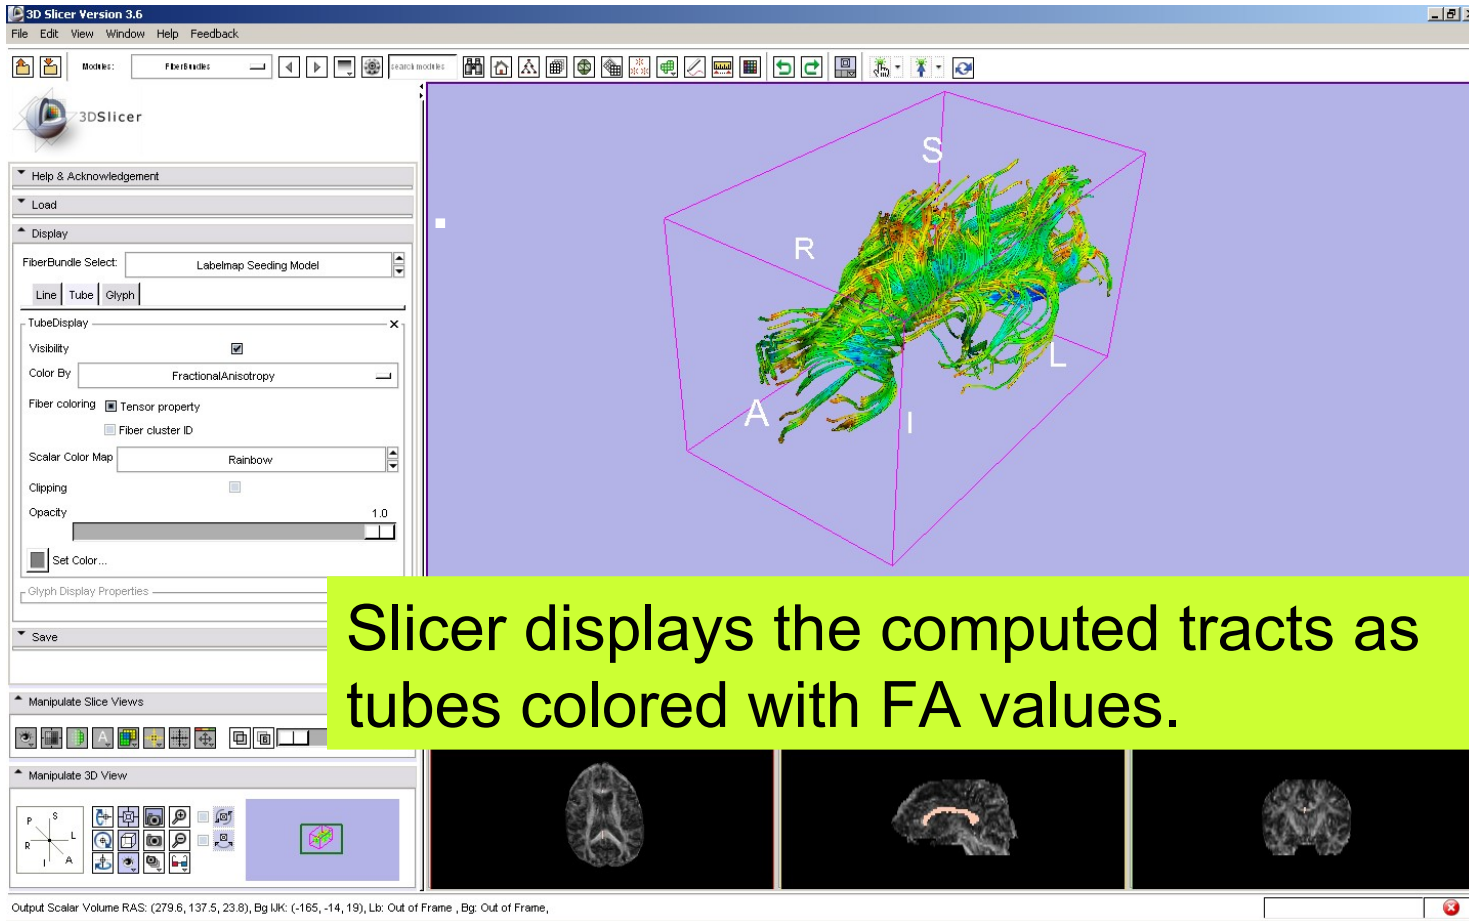 3D Slicer Version 3.6
File Edit View Window Help Feedback
Modules: FiberBundles search modules
3DSlicer
Help & Acknowledgement
Load
Display
FiberBundle Select: Labelmap Seeding Model
Line Tube Glyph
TubeDisplay
Visibility
Color By FractionalAnisotropy
Fiber coloring Tensor property
Fiber cluster ID
Scalar Color Map Rainbow
Clipping
Opacity 1.0
Set Color...
Glyph Display Properties
Save
Manipulate Slice Views
Manipulate 3D View
P S
R L
I A
S
R
L
A
I
Slicer displays the computed tracts as
tubes colored with FA values.
Output Scalar Volume RAS: (279.6, 137.5, 23.8), Bg IJK: (-165, -14, 19), Lb: Out of Frame , Bg: Out of Frame,